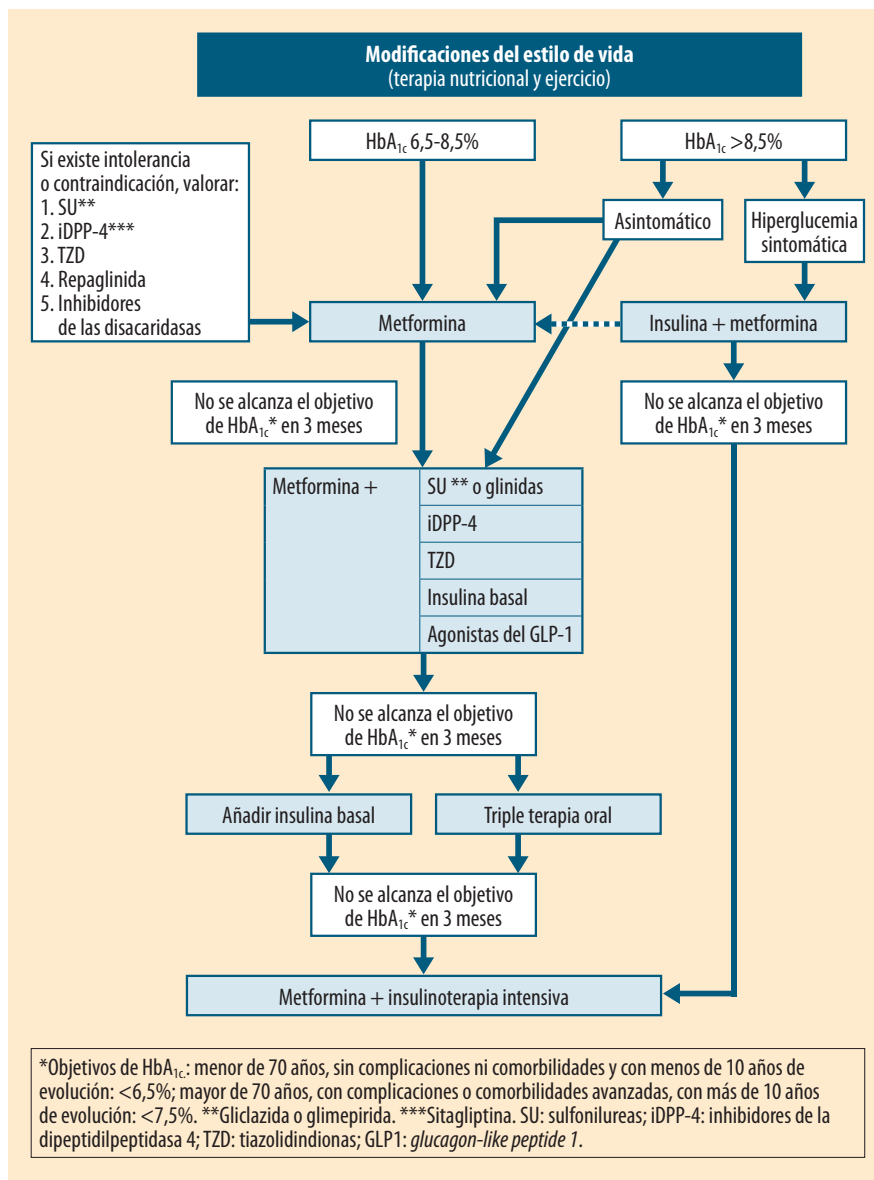 Modificaciones del estilo de vida
(terapia nutricional y ejercicio)
HbA1c 6,5-8,5%
HbA1c >8,5%
Si existe intolerancia
o contraindicación, valorar:
1. SU**
2. iDPP-4***
3. TZD
4. Repaglinida
5. Inhibidores
de las disacaridasas
Asintomático
Hiperglucemia
sintomática
Metformina
Insulina + metformina
No se alcanza el objetivo
de HbA1c* en 3 meses
No se alcanza el objetivo
de HbA1c* en 3 meses
Metformina +
SU ** o glinidas
iDPP-4
TZD
Insulina basal
Agonistas del GLP-1
No se alcanza el objetivo
de HbA1c* en 3 meses
Añadir insulina basal
Triple terapia oral
No se alcanza el objetivo
de HbA1c* en 3 meses
Metformina + insulinoterapia intensiva
*Objetivos de HbA1c.: menor de 70 años, sin complicaciones ni comorbilidades y con menos de 10 años de
evolución: <6,5%; mayor de 70 años, con complicaciones o comorbilidades avanzadas, con más de 10 años
de evolución: <7,5%. **Gliclazida o glimepirida. ***Sitagliptina. SU: sulfonilureas; iDPP-4: inhibidores de la
dipeptidilpeptidasa 4; TZD: tiazolidindionas; GLP1: glucagon-like peptide 1.